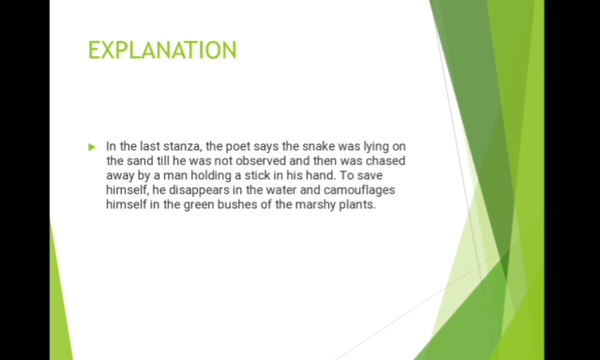 EXPLANATION
In the last stanza, the poet says the snake was lying on
the sand till he was not observed and then was chased
away by a man holding a stick in his hand. To save
himself, he disappears in the water and camouflages
himself in the green bushes of the marshy plants.